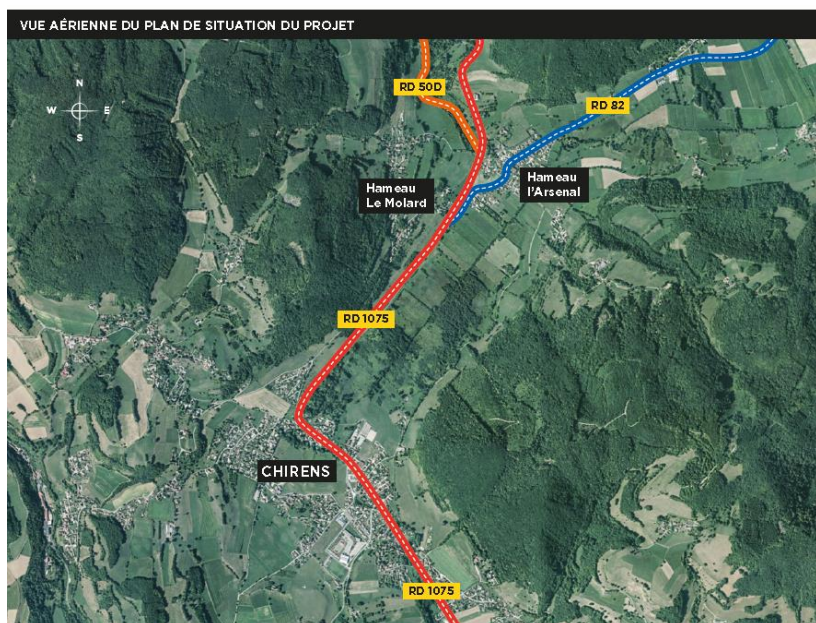 VUE AÉRIENNE DU PLAN DE SITUATION DU PROJET
N
W E
S
RD 50D
RD 82
Hameau
Le Molard
Hameau
l'Arsenal
RD 1075
CHIRENS
RD 1075